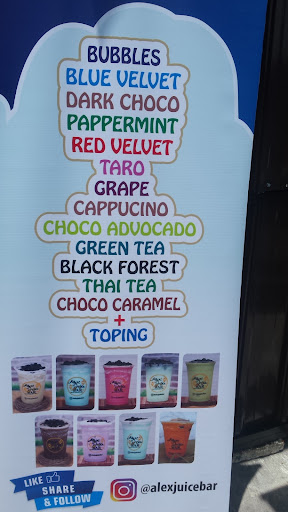 BUBBLES
BLUE VELVET
DARK CHOCO
PAPPERMINT
RED VELVET
TARO
GRAPE
CAPPUCINO
CHOCO ADVOCADO
GREEN TEA
BLACK FOREST
THAI TEA
CHOCO CARAMEL
+
TOPING
LIKE
SHARE
& FOLLOW
@alexjuicebar